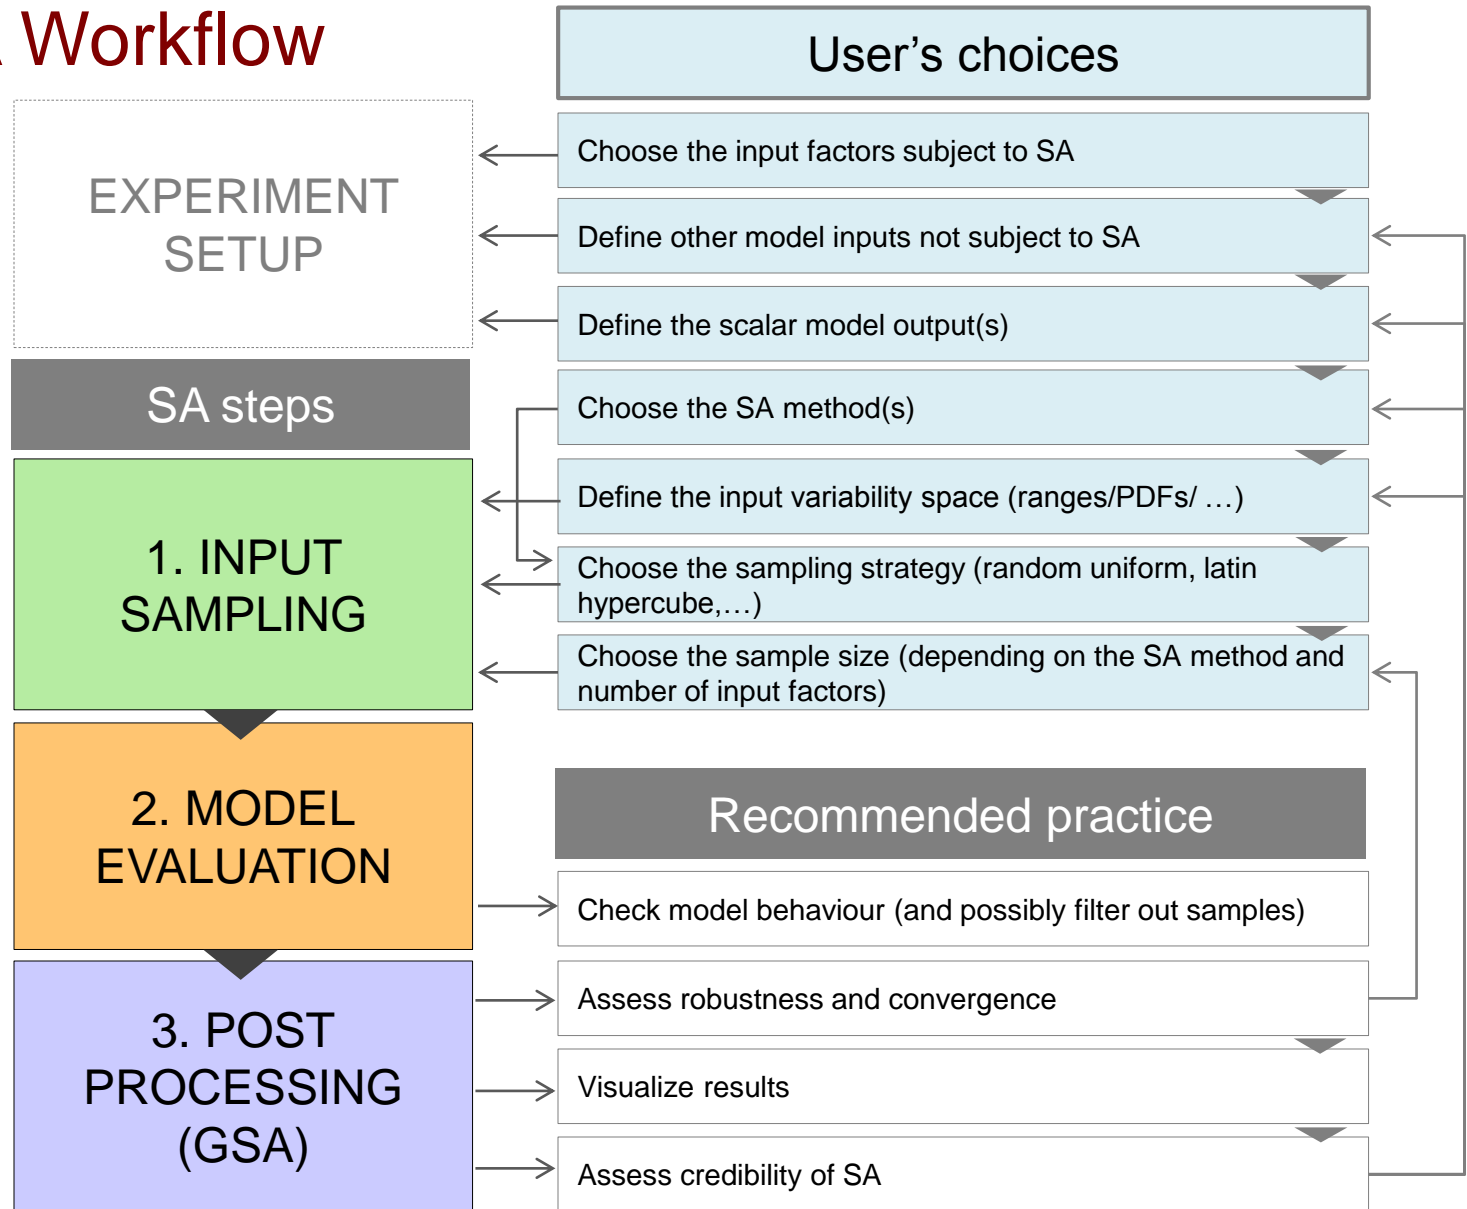 Workflow
User's choices
EXPERIMENT
SETUP
Choose the input factors subject to SA
Define other model inputs not subject to SA
Define the scalar model output(s)
SA steps
Choose the SA method(s)
Define the input variability space (ranges/PDFs/ …)
1. INPUT
SAMPLING
Choose the sampling strategy (random uniform, latin
hypercube,…)
Choose the sample size (depending on the SA method and
number of input factors)
2. MODEL
EVALUATION
Recommended practice
Check model behaviour (and possibly filter out samples)
3. POST
PROCESSING
(GSA)
Assess robustness and convergence
Visualize results
Assess credibility of SA